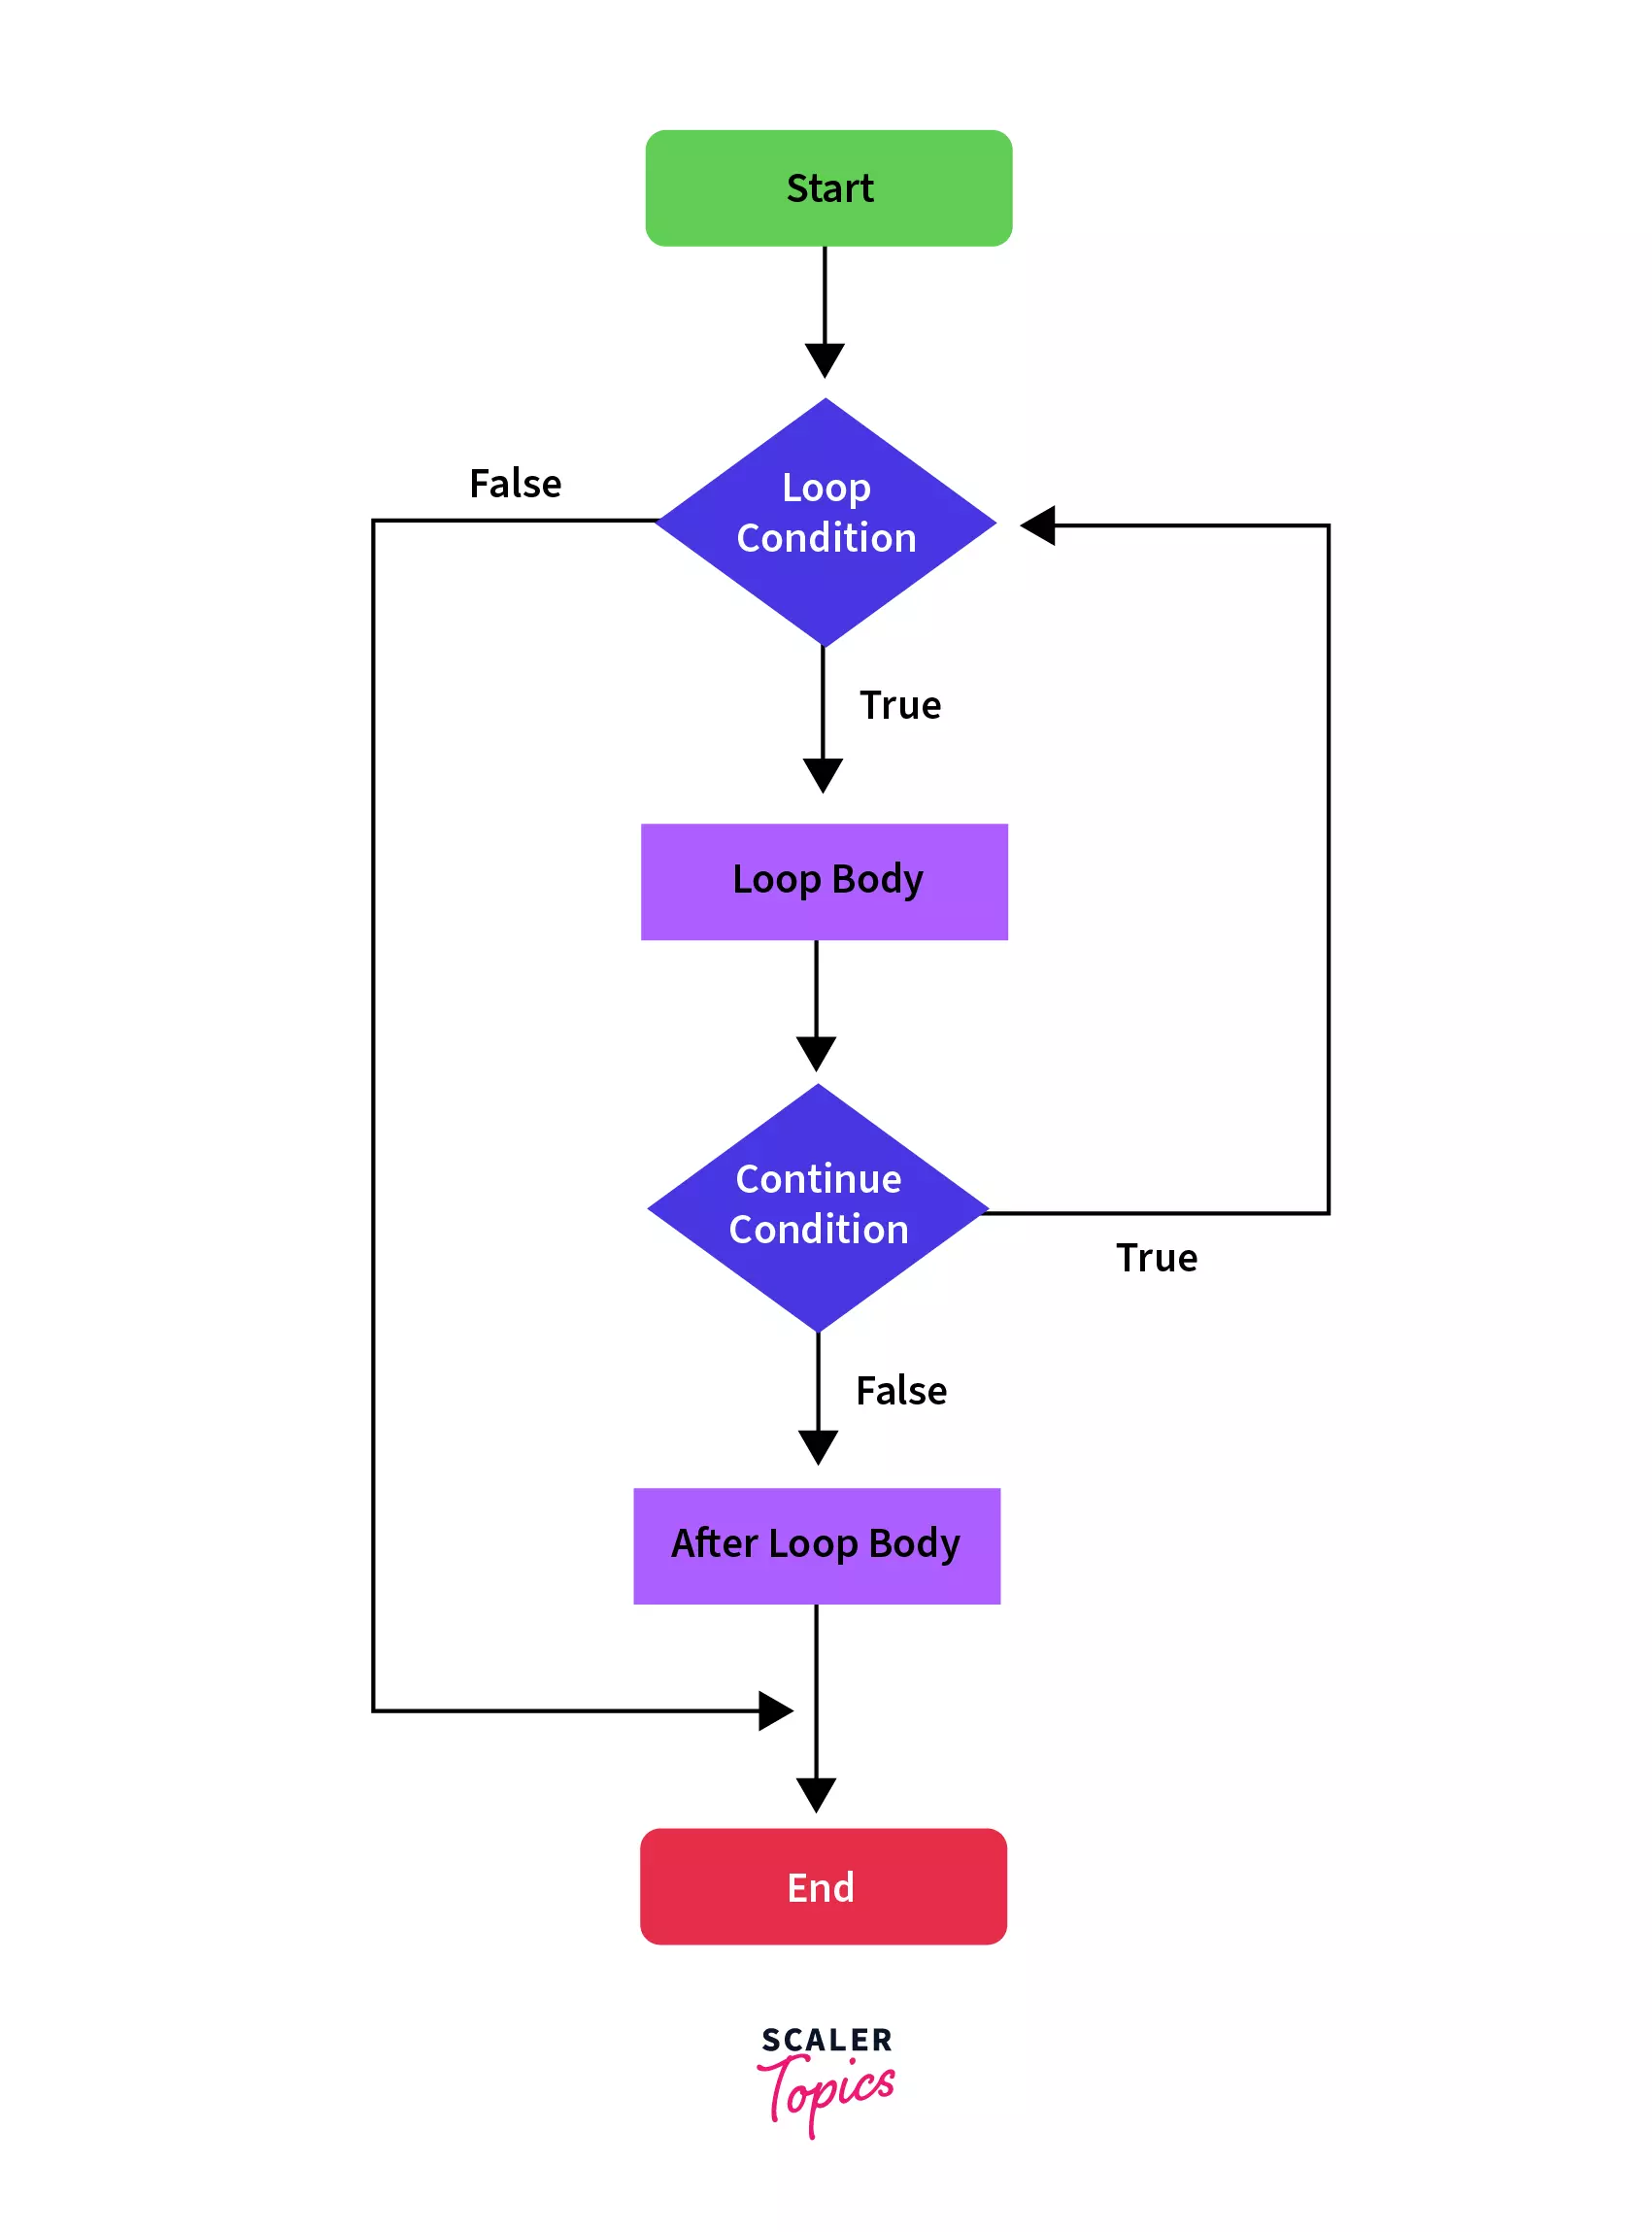 Start
False
Loop
Condition
True
Loop Body
Continue
Condition
True
False
After Loop Body
End
SCALER
Topics